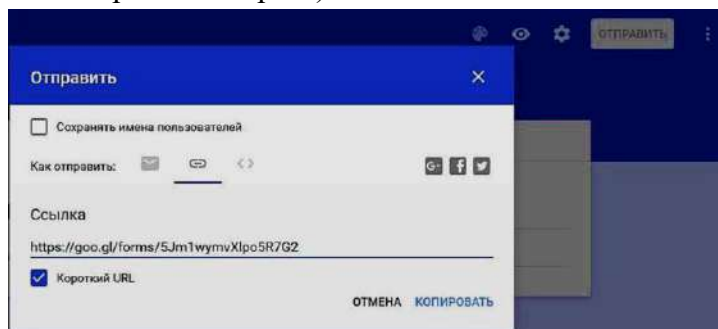 ОТПРАВИТЬ
Отправить
Сохранять имена пользователей
Как отправить:
Ссылка
https://goo.gl/forms/5Jm1wymvXlpo5R7G2
Короткий URL
ОТМЕНА КОПИРОВАТЬ